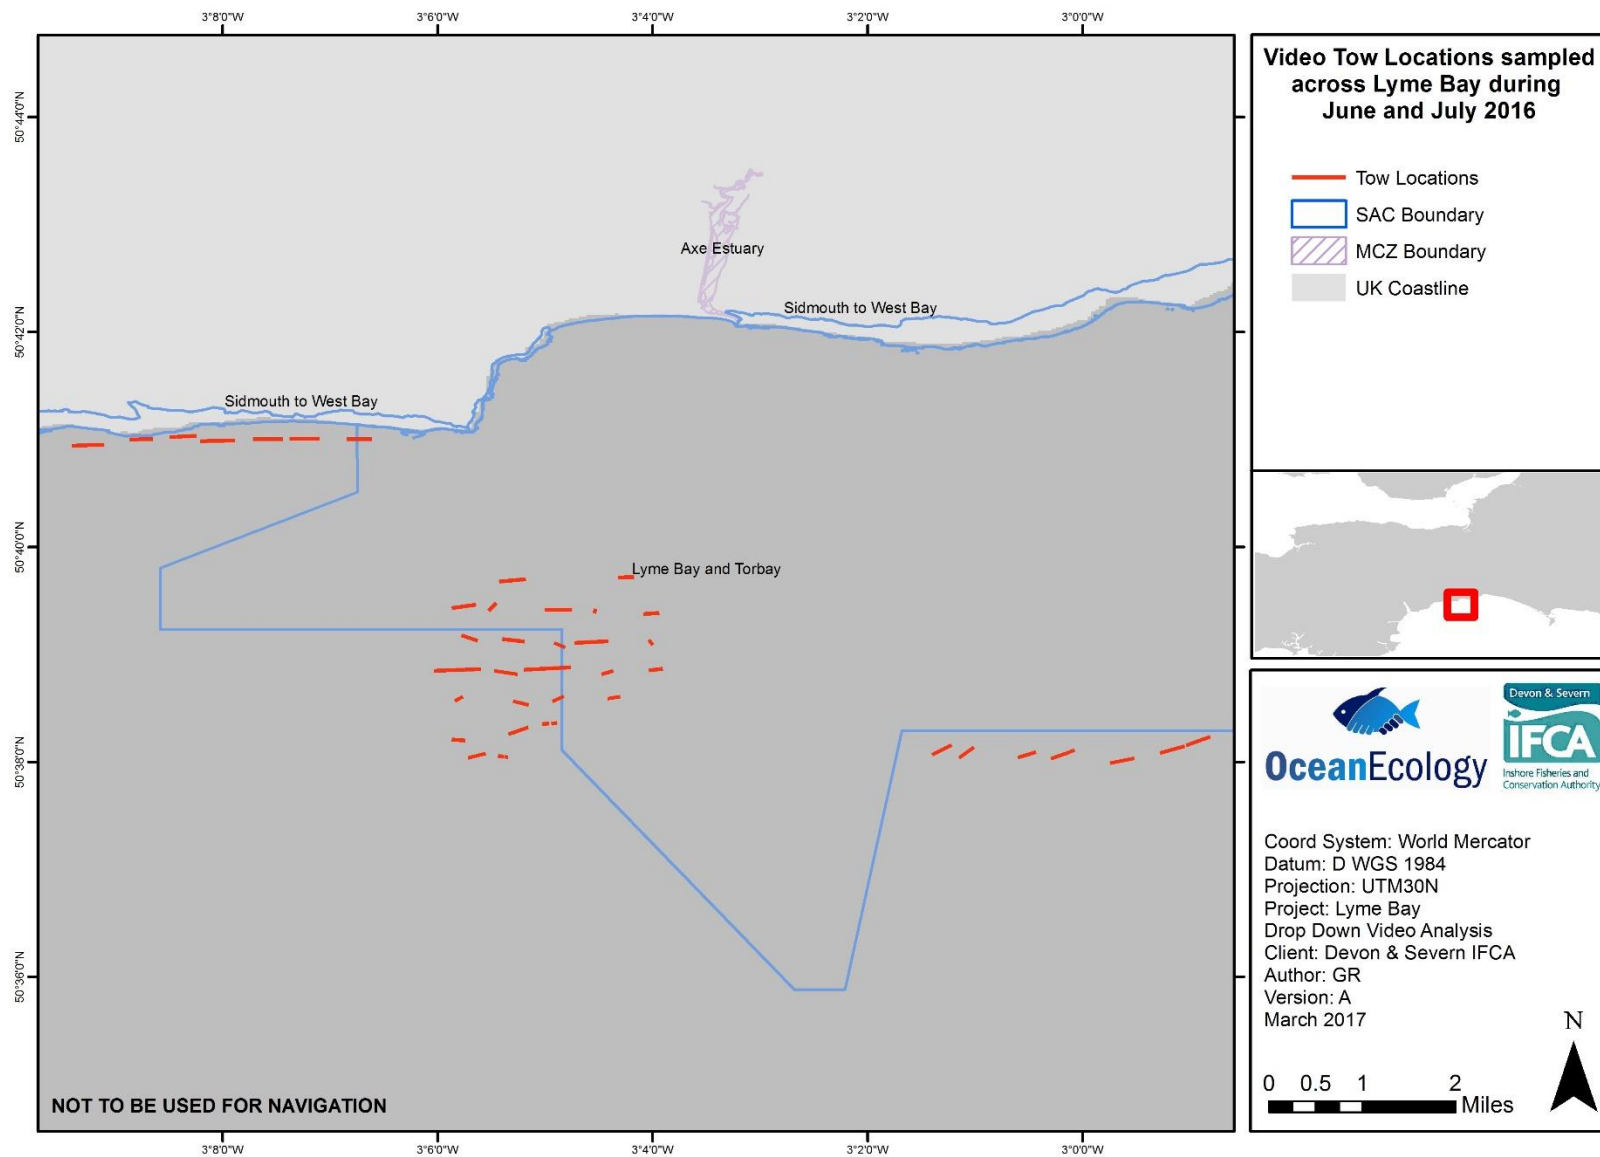 3°8'0"W
3°6'0"W
3°4'0"W
3°2'0"W
3°0'0"W
50°44'0"N
50°42'0"N
50°40'0"N
50°38'0"N
50°36'0"N
Axe Estuary
Sidmouth to West Bay
Sidmouth to West Bay
Lyme Bay and Torbay
NOT TO BE USED FOR NAVIGATION
3°8'0"W
3°6'0"W
3°4'0"W
3°2'0"W
3°0'0"W
Video Tow Locations sampled
across Lyme Bay during
June and July 2016
Tow Locations
SAC Boundary
MCZ Boundary
UK Coastline
OceanEcology
Devon & Severn
IFCA
Inshore Fisheries and
Conservation Authority
Coord System: World Mercator
Datum: D WGS 1984
Projection: UTM30N
Project: Lyme Bay
Drop Down Video Analysis
Client: Devon & Severn IFCA
Author: GR
Version: A
March 2017
N
0 0.5 1 2
Miles